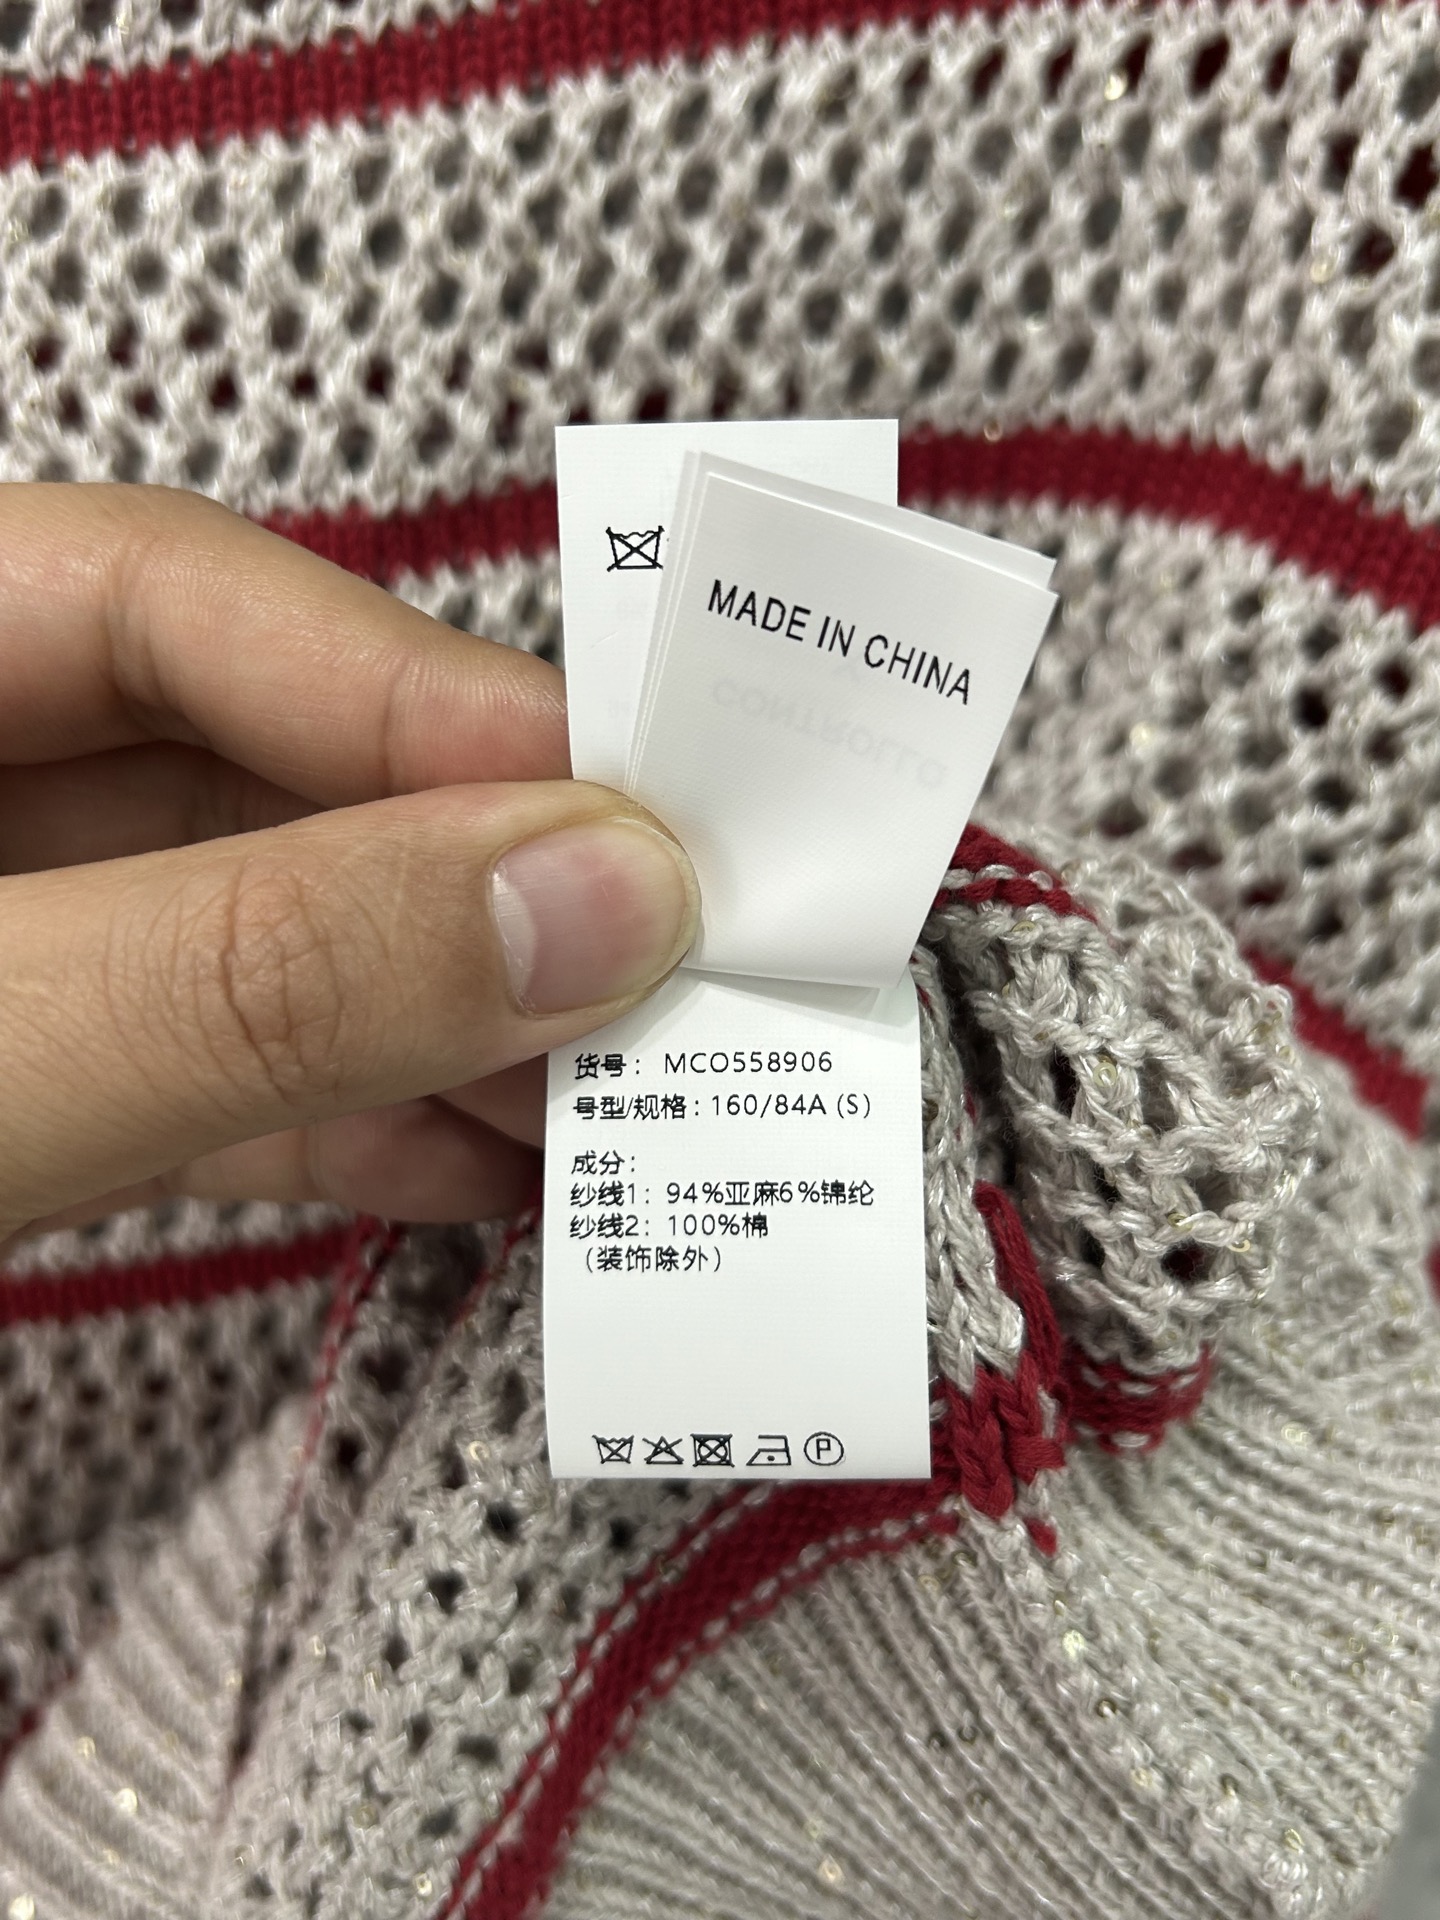 MADE IN CHINA
CONTROLLO
货号: MCO558906
号型/规格: 160/84A (S)
成分:
纱线1: 94%亚麻6%锦纶
纱线2: 100%棉
(装饰除外)
P